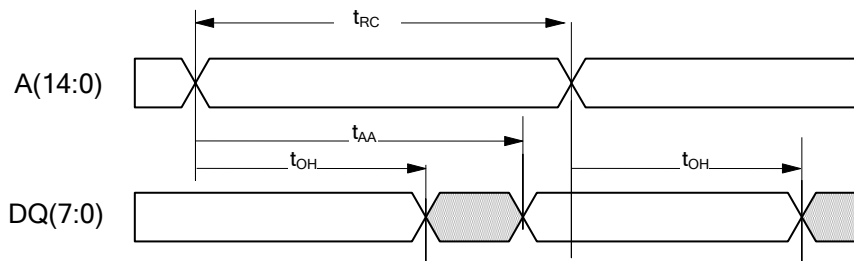 tRC
A(14:0)
tAA
tOH tOH
DQ(7:0)